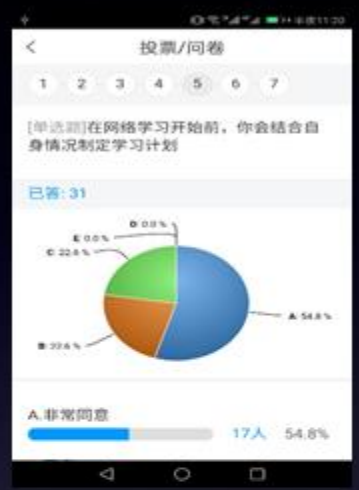 11:20
投票/问卷
1 2 3 4 5 6 7
[单选题]在网络学习开始前，你会结合自
身情况制定学习计划
已答: 31
D: 0.0 %
E: 0.0 %
C: 22.6 %
A: 54.8 %
B: 22.6 %
A.非常同意
17人 54.8%